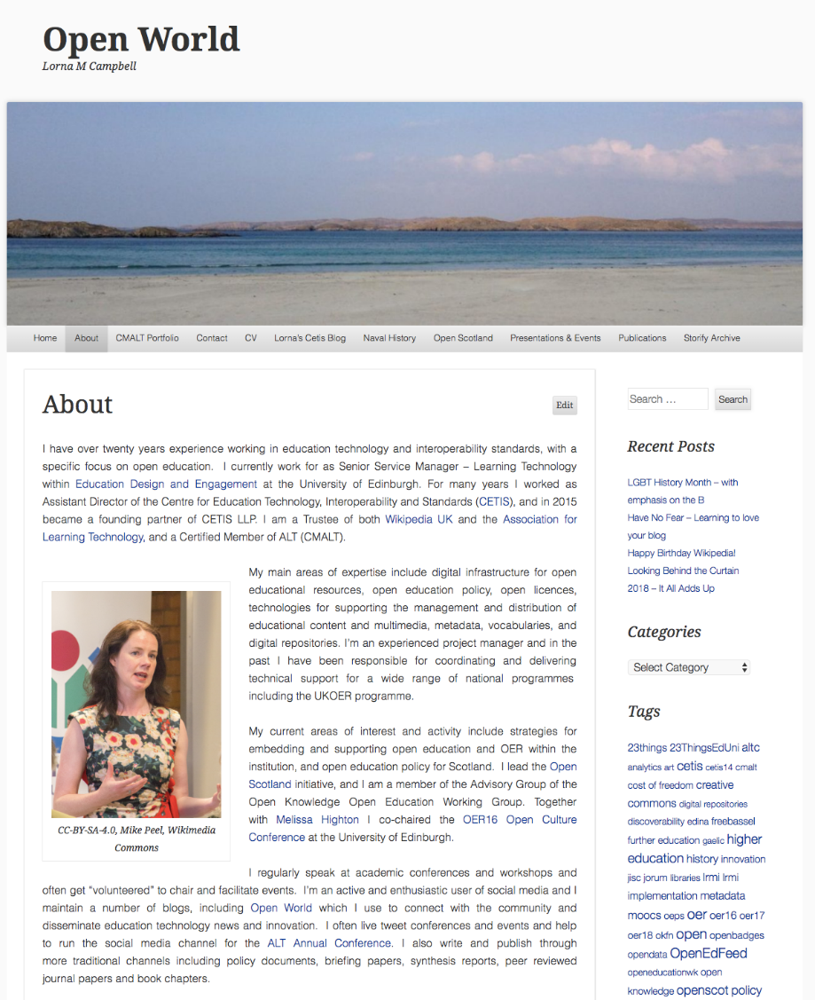 Open World
Lorna M Campbell
Home About CMALT Portfolio Contact CV Lorna's Cetis Blog Naval History Open Scotland Presentations & Events Publications Storify Archive
About
Edit
I have over twenty years experience working in education technology and interoperability standards, with a
specific focus on open education. I currently work for as Senior Service Manager – Learning Technology
within Education Design and Engagement at the University of Edinburgh. For many years I worked as
Assistant Director of the Centre for Education Technology, Interoperability and Standards (CETIS), and in 2015
became a founding partner of CETIS LLP. I am a Trustee of both Wikipedia UK and the Association for
Learning Technology, and a Certified Member of ALT (CMALT).
My main areas of expertise include digital infrastructure for open
educational resources, open education policy, open licences,
technologies for supporting the management and distribution of
educational content and multimedia, metadata, vocabularies, and
digital repositories. I'm an experienced project manager and in the
past I have been responsible for coordinating and delivering
technical support for a wide range of national programmes
including the UKOER programme.
My current areas of interest and activity include strategies for
embedding and supporting open education and OER within the
institution, and open education policy for Scotland. I lead the Open
Scotland initiative, and I am a member of the Advisory Group of the
Open Knowledge Open Education Working Group. Together
with Melissa Highton I co-chaired the OER16 Open Culture
Conference at the University of Edinburgh.
CC-BY-SA-4.0, Mike Peel, Wikimedia
Commons
I regularly speak at academic conferences and workshops and
often get “volunteered” to chair and facilitate events. I'm an active and enthusiastic user of social media and I
maintain a number of blogs, including Open World which I use to connect with the community and
disseminate education technology news and innovation. I often live tweet conferences and events and help
to run the social media channel for the ALT Annual Conference. I also write and publish through
more traditional channels including policy documents, briefing papers, synthesis reports, peer reviewed
journal papers and book chapters.
Search …
Search
Recent Posts
LGBT History Month – with
emphasis on the B
Have No Fear – Learning to love
your blog
Happy Birthday Wikipedia!
Looking Behind the Curtain
2018 – It All Adds Up
Categories
Select Category
Tags
23things 23ThingsEdUni altc
analytics art cetis cetis14 cmalt
cost of freedom creative
commons digital repositories
discoverability edina freebassel
further education gaelic higher
education history innovation
jisc jorum libraries lrmi lrmi
implementation metadata
moocs oeps oer oer16 oer17
oer18 okfn open openbadges
opendata OpenEdFeed
openeducationwk open
knowledge openscot policy